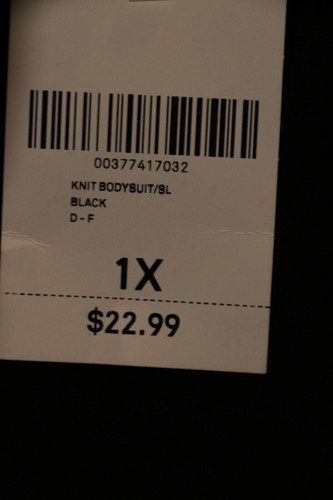 00377417032
KNIT BODYSUIT/SL
BLACK
D - F
1X
$22.99